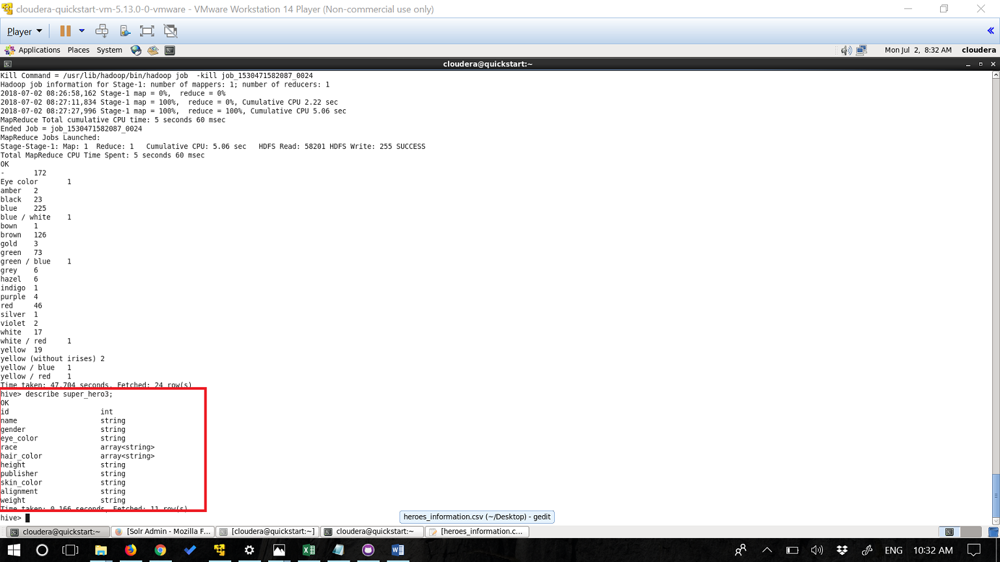 cloudera-quickstart-vm-5.13.0-0-vmware - VMware Workstation 14 Player (Non-commercial use only)
Player
Applications Places System Mon Jul 2, 8:32 AM cloudera
cloudera@quickstart:~
Kill Command = /usr/lib/hadoop/bin/hadoop job  -kill job_1530471582087_0024
Hadoop job information for Stage-1: number of mappers: 1; number of reducers: 1
2018-07-02 08:26:58,162 Stage-1 map = 0%,  reduce = 0%
2018-07-02 08:27:11,834 Stage-1 map = 100%,  reduce = 0%, Cumulative CPU 2.22 sec
2018-07-02 08:27:27,996 Stage-1 map = 100%,  reduce = 100%, Cumulative CPU 5.06 sec
MapReduce Total cumulative CPU time: 5 seconds 60 msec
Ended Job = job_1530471582087_0024
MapReduce Jobs Launched:
Stage-Stage-1: Map: 1  Reduce: 1   Cumulative CPU: 5.06 sec   HDFS Read: 58201 HDFS Write: 255 SUCCESS
Total MapReduce CPU Time Spent: 5 seconds 60 msec
OK
-	172
Eye color	1
amber	2
black	23
blue	225
blue / white	1
bown	1
brown	126
gold	3
green	73
green / blue	1
grey	6
hazel	6
indigo	1
purple	4
red	46
silver	1
violet	2
white	17
white / red	1
yellow	19
yellow (without irises)	2
yellow / blue	1
yellow / red	1
Time taken: 47.704 seconds, Fetched: 24 row(s)
hive> describe super_hero3;
OK
id	int
name	string
gender	string
eye_color	string
race	array<string>
hair_color	array<string>
height	string
publisher	string
skin_color	string
alignment	string
weight	string
Time taken: 0.166 seconds, Fetched: 11 row(s)
hive>
heroes_information.csv (~/Desktop) - gedit
cloudera@quickstart:~ [Solr Admin - Mozilla F... [cloudera@quickstart:~] cloudera@quickstart:~ [heroes_information.c...
ENG 10:32 AM